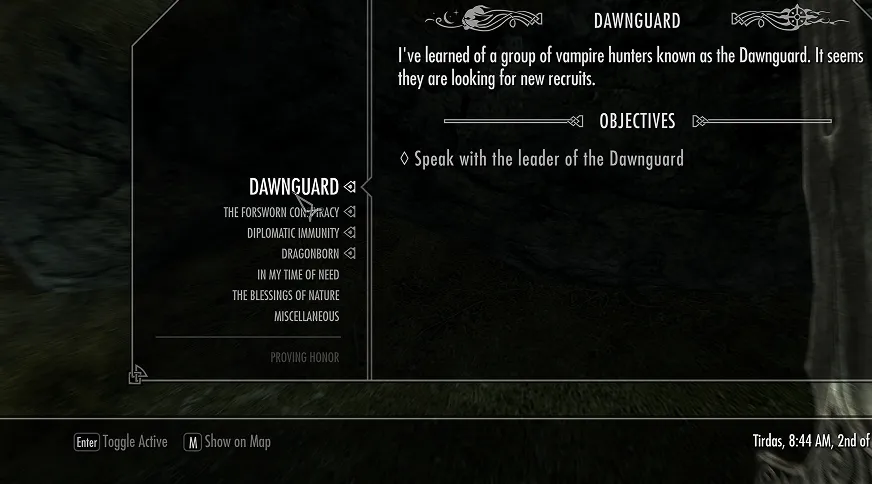 DAWNGUARD
I've learned of a group of vampire hunters known as the Dawnguard. It seems
they are looking for new recruits.
OBJECTIVES
Speak with the leader of the Dawnguard
DAWNGUARD
THE FORSWORN CONSPIRACY
DIPLOMATIC IMMUNITY
DRAGONBORN
IN MY TIME OF NEED
THE BLESSINGS OF NATURE
MISCELLANEOUS
PROVING HONOR
Enter Toggle Active M Show on Map
Tirdas, 8:44 AM, 2nd of